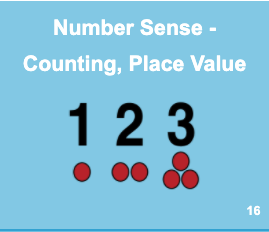 Number Sense -
Counting, Place Value
1 2 3
16